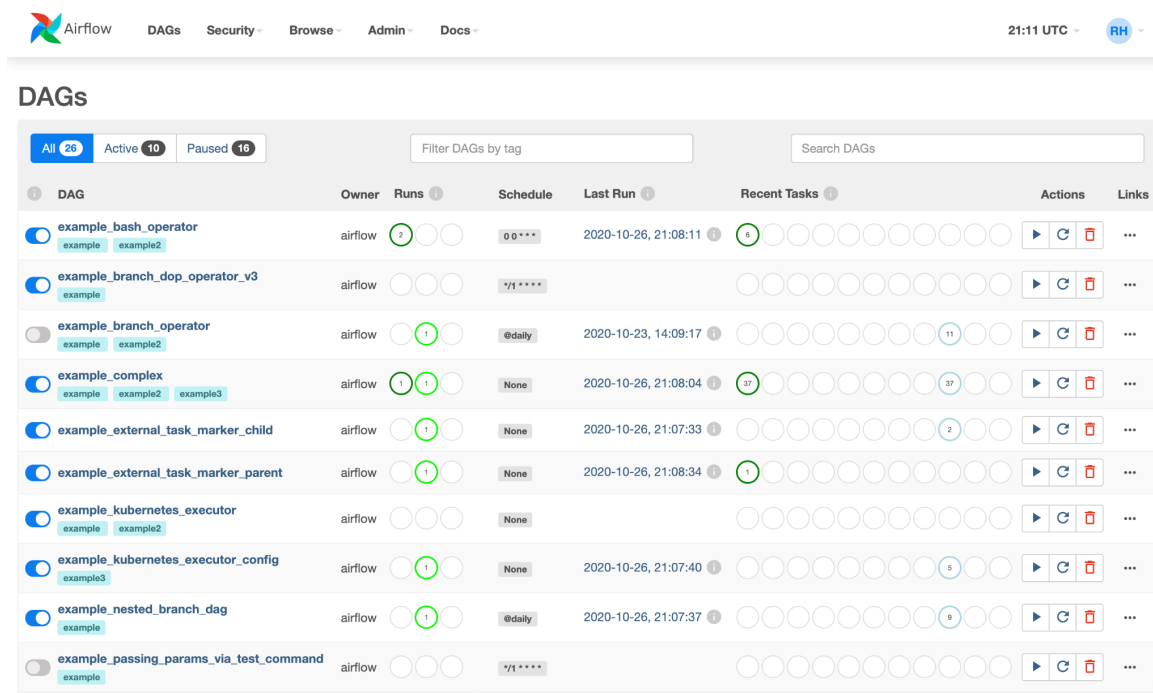 Airflow DAGs Security Browse Admin Docs 21:11 UTC RH
DAGs
All 26 Active 10 Paused 16 Filter DAGs by tag Search DAGs
DAG Owner Runs Schedule Last Run Recent Tasks Actions Links
example_bash_operator
airflow 2 0 0 * * * 2020-10-26, 21:08:11 6
example example2
example_branch_dop_operator_v3
airflow */1 * * * *
example
example_branch_operator
airflow 1 @daily 2020-10-23, 14:09:17 11
example example2
example_complex
airflow 1 1 None 2020-10-26, 21:08:04 37 37
example example2 example3
example_external_task_marker_child airflow 1 None 2020-10-26, 21:07:33 2
example_external_task_marker_parent airflow 1 None 2020-10-26, 21:08:34 1
example_kubernetes_executor
airflow None
example example2
example_kubernetes_executor_config
airflow 1 None 2020-10-26, 21:07:40 5
example3
example_nested_branch_dag
airflow 1 @daily 2020-10-26, 21:07:37 9
example
example_passing_params_via_test_command
airflow */1 * * * *
example